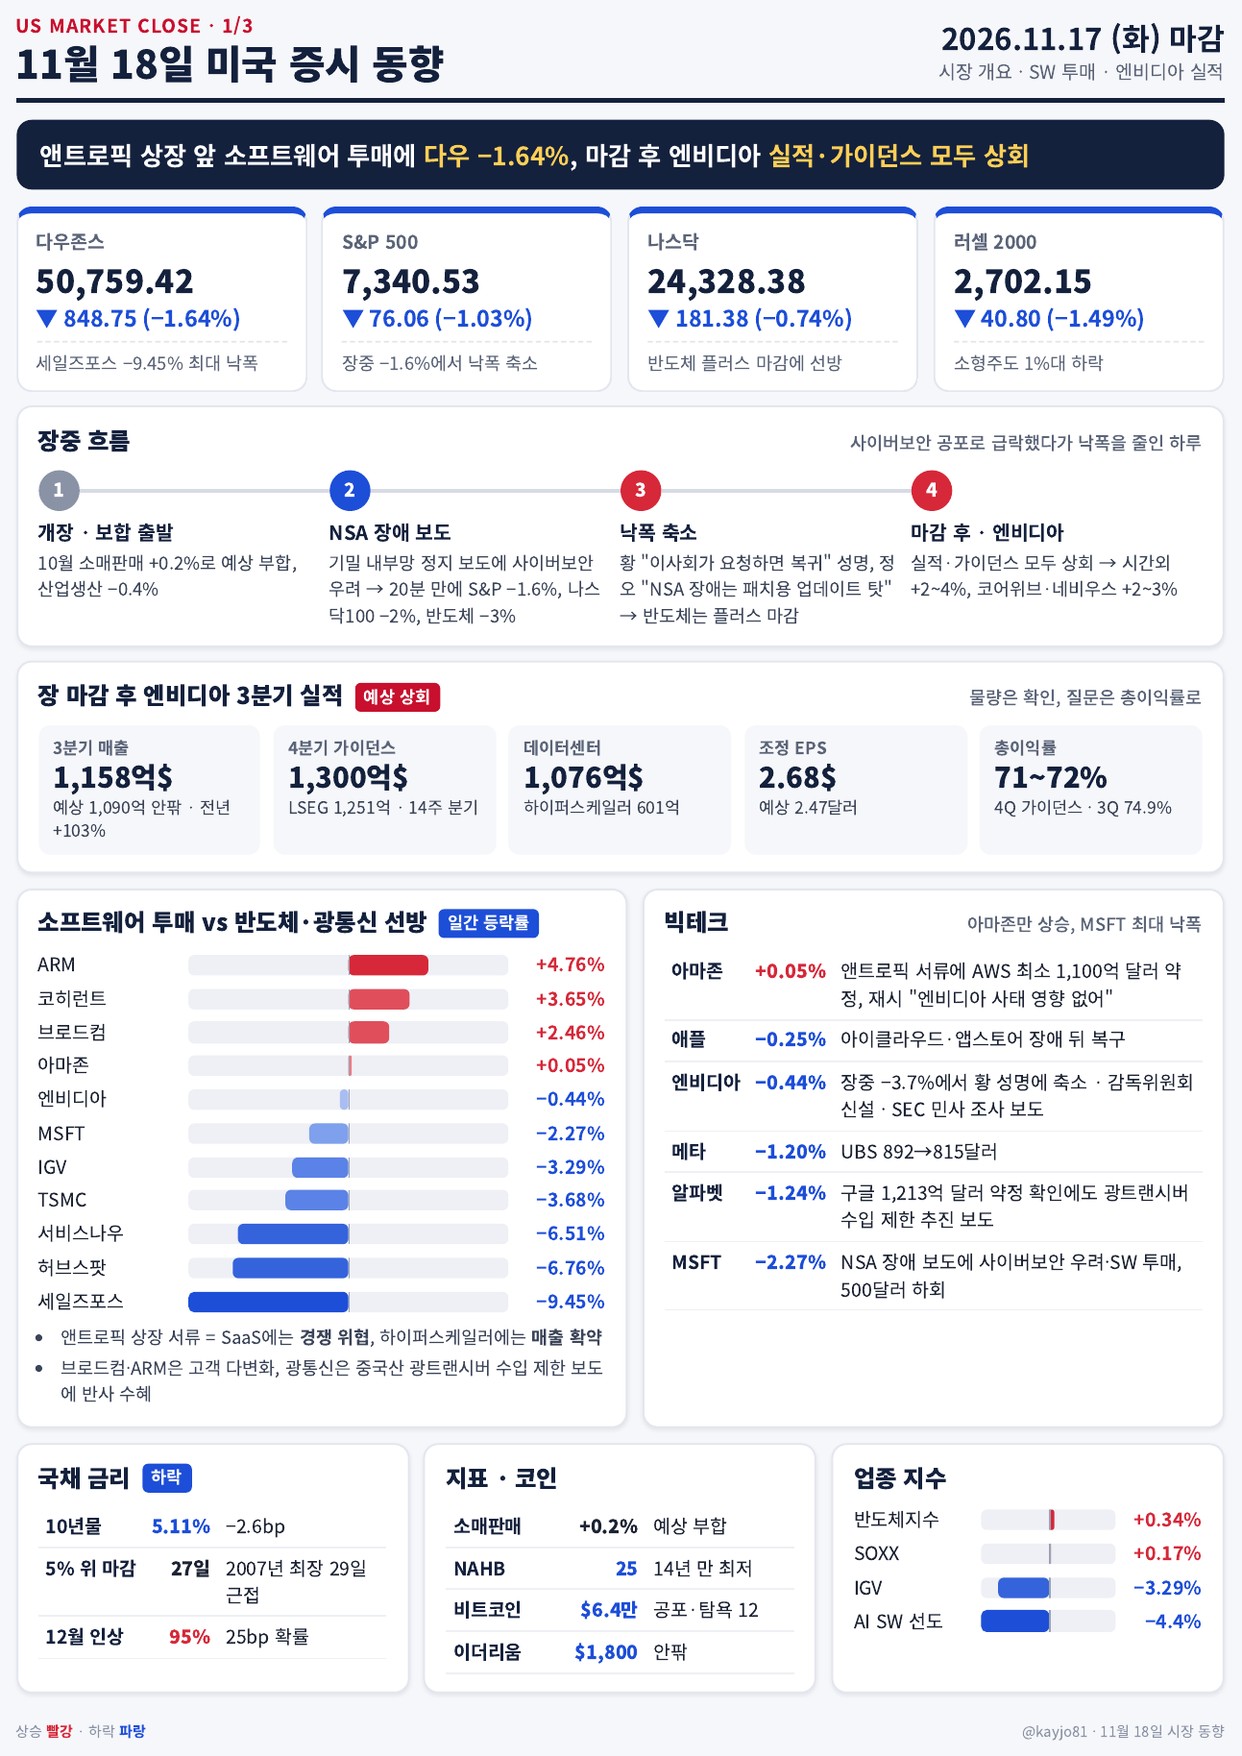 US MARKET CLOSE · 1/3
11월 18일 미국 증시 동향
2026.11.17 (화) 마감
시장 개요 · SW 투매 · 엔비디아 실적
앤트로픽 상장 앞 소프트웨어 투매에 다우 −1.64%, 마감 후 엔비디아 실적·가이던스 모두 상회
다우존스
50,759.42
▼ 848.75 (−1.64%)
세일즈포스 −9.45% 최대 낙폭
S&P 500
7,340.53
▼ 76.06 (−1.03%)
장중 −1.6%에서 낙폭 축소
나스닥
24,328.38
▼ 181.38 (−0.74%)
반도체 플러스 마감에 선방
러셀 2000
2,702.15
▼ 40.80 (−1.49%)
소형주도 1%대 하락
장중 흐름
사이버보안 공포로 급락했다가 낙폭을 줄인 하루
1
개장 · 보합 출발
10월 소매판매 +0.2%로 예상 부합,
산업생산 −0.4%
2
NSA 장애 보도
기밀 내부망 정지 보도에 사이버보안
우려 → 20분 만에 S&P −1.6%, 나스
닥100 −2%, 반도체 −3%
3
낙폭 축소
황 "이사회가 요청하면 복귀" 성명, 정
오 "NSA 장애는 패치용 업데이트 탓"
→ 반도체는 플러스 마감
4
마감 후 · 엔비디아
실적·가이던스 모두 상회 → 시간외
+2~4%, 코어위브·네비우스 +2~3%
장 마감 후 엔비디아 3분기 실적 예상 상회
물량은 확인, 질문은 총이익률로
3분기 매출
1,158억$
예상 1,090억 안팎 · 전년
+103%
4분기 가이던스
1,300억$
LSEG 1,251억 · 14주 분기
데이터센터
1,076억$
하이퍼스케일러 601억
조정 EPS
2.68$
예상 2.47달러
총이익률
71~72%
4Q 가이던스 · 3Q 74.9%
소프트웨어 투매 vs 반도체·광통신 선방 일간 등락률
ARM +4.76%
코히런트 +3.65%
브로드컴 +2.46%
아마존 +0.05%
엔비디아 −0.44%
MSFT −2.27%
IGV −3.29%
TSMC −3.68%
서비스나우 −6.51%
허브스팟 −6.76%
세일즈포스 −9.45%
• 앤트로픽 상장 서류 = SaaS에는 경쟁 위협, 하이퍼스케일러에는 매출 확약
• 브로드컴·ARM은 고객 다변화, 광통신은 중국산 광트랜시버 수입 제한 보도
에 반사 수혜
빅테크
아마존만 상승, MSFT 최대 낙폭
아마존 +0.05% 앤트로픽 서류에 AWS 최소 1,100억 달러 약
정, 재시 "엔비디아 사태 영향 없어"
애플 −0.25% 아이클라우드·앱스토어 장애 뒤 복구
엔비디아 −0.44% 장중 −3.7%에서 황 성명에 축소 · 감독위원회
신설 · SEC 민사 조사 보도
메타 −1.20% UBS 892→815달러
알파벳 −1.24% 구글 1,213억 달러 약정 확인에도 광트랜시버
수입 제한 추진 보도
MSFT −2.27% NSA 장애 보도에 사이버보안 우려·SW 투매,
500달러 하회
국채 금리 하락
10년물 5.11% −2.6bp
5% 위 마감 27일 2007년 최장 29일
근접
12월 인상 95% 25bp 확률
지표 · 코인
소매판매 +0.2% 예상 부합
NAHB 25 14년 만 최저
비트코인 $6.4만 공포·탐욕 12
이더리움 $1,800 안팎
업종 지수
반도체지수 +0.34%
SOXX +0.17%
IGV −3.29%
AI SW 선도 −4.4%
상승 빨강 · 하락 파랑
@kayjo81 · 11월 18일 시장 동향